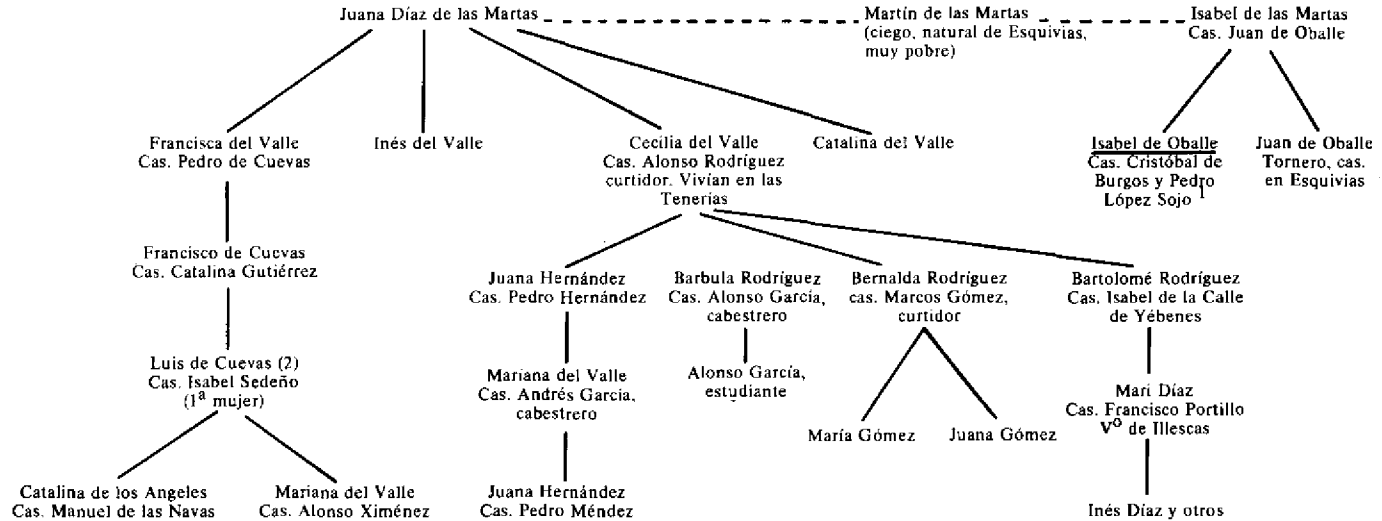 Juana Díaz de las Martas
Martín de las Martas
(ciego, natural de Esquivias,
muy pobre)
Isabel de las Martas
Cas. Juan de Oballe
Francisca del Valle
Cas. Pedro de Cuevas
Inés del Valle
Cecilia del Valle
Cas. Alonso Rodríguez
curtidor. Vivían en las
Tenerías
Catalina del Valle
Isabel de Oballe
Cas. Cristóbal de
Burgos y Pedro
López Sojo 1
Juan de Oballe
Tornero, cas.
en Esquivias
Francisco de Cuevas
Cas. Catalina Gutiérrez
Juana Hernández
Cas. Pedro Hernández
Barbula Rodríguez
Cas. Alonso García,
cabestrero
Bernalda Rodríguez
cas. Marcos Gómez,
curtidor
Bartolomé Rodríguez
Cas. Isabel de la Calle
de Yébenes
Luis de Cuevas (2)
Cas. Isabel Sedeño
(1ª mujer)
Mariana del Valle
Cas. Andrés García,
cabestrero
Alonso García,
estudiante
María Gómez
Juana Gómez
Mari Díaz
Cas. Francisco Portillo
Vº de Illescas
Catalina de los Angeles
Cas. Manuel de las Navas
Mariana del Valle
Cas. Alonso Ximénez
Juana Hernández
Cas. Pedro Méndez
Inés Díaz y otros